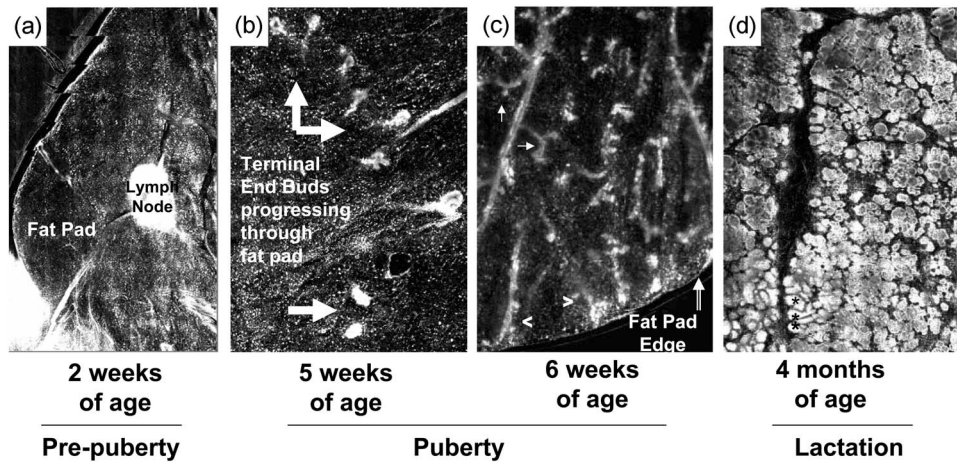 (a)
(b)
(c)
(d)
Lymph
Node
Fat Pad
Terminal
End Buds
progressing
through
fat pad
>
<
Fat Pad
Edge
*
*
*
2 weeks
of age
5 weeks
of age
6 weeks
of age
4 months
of age
Pre-puberty
Puberty
Lactation